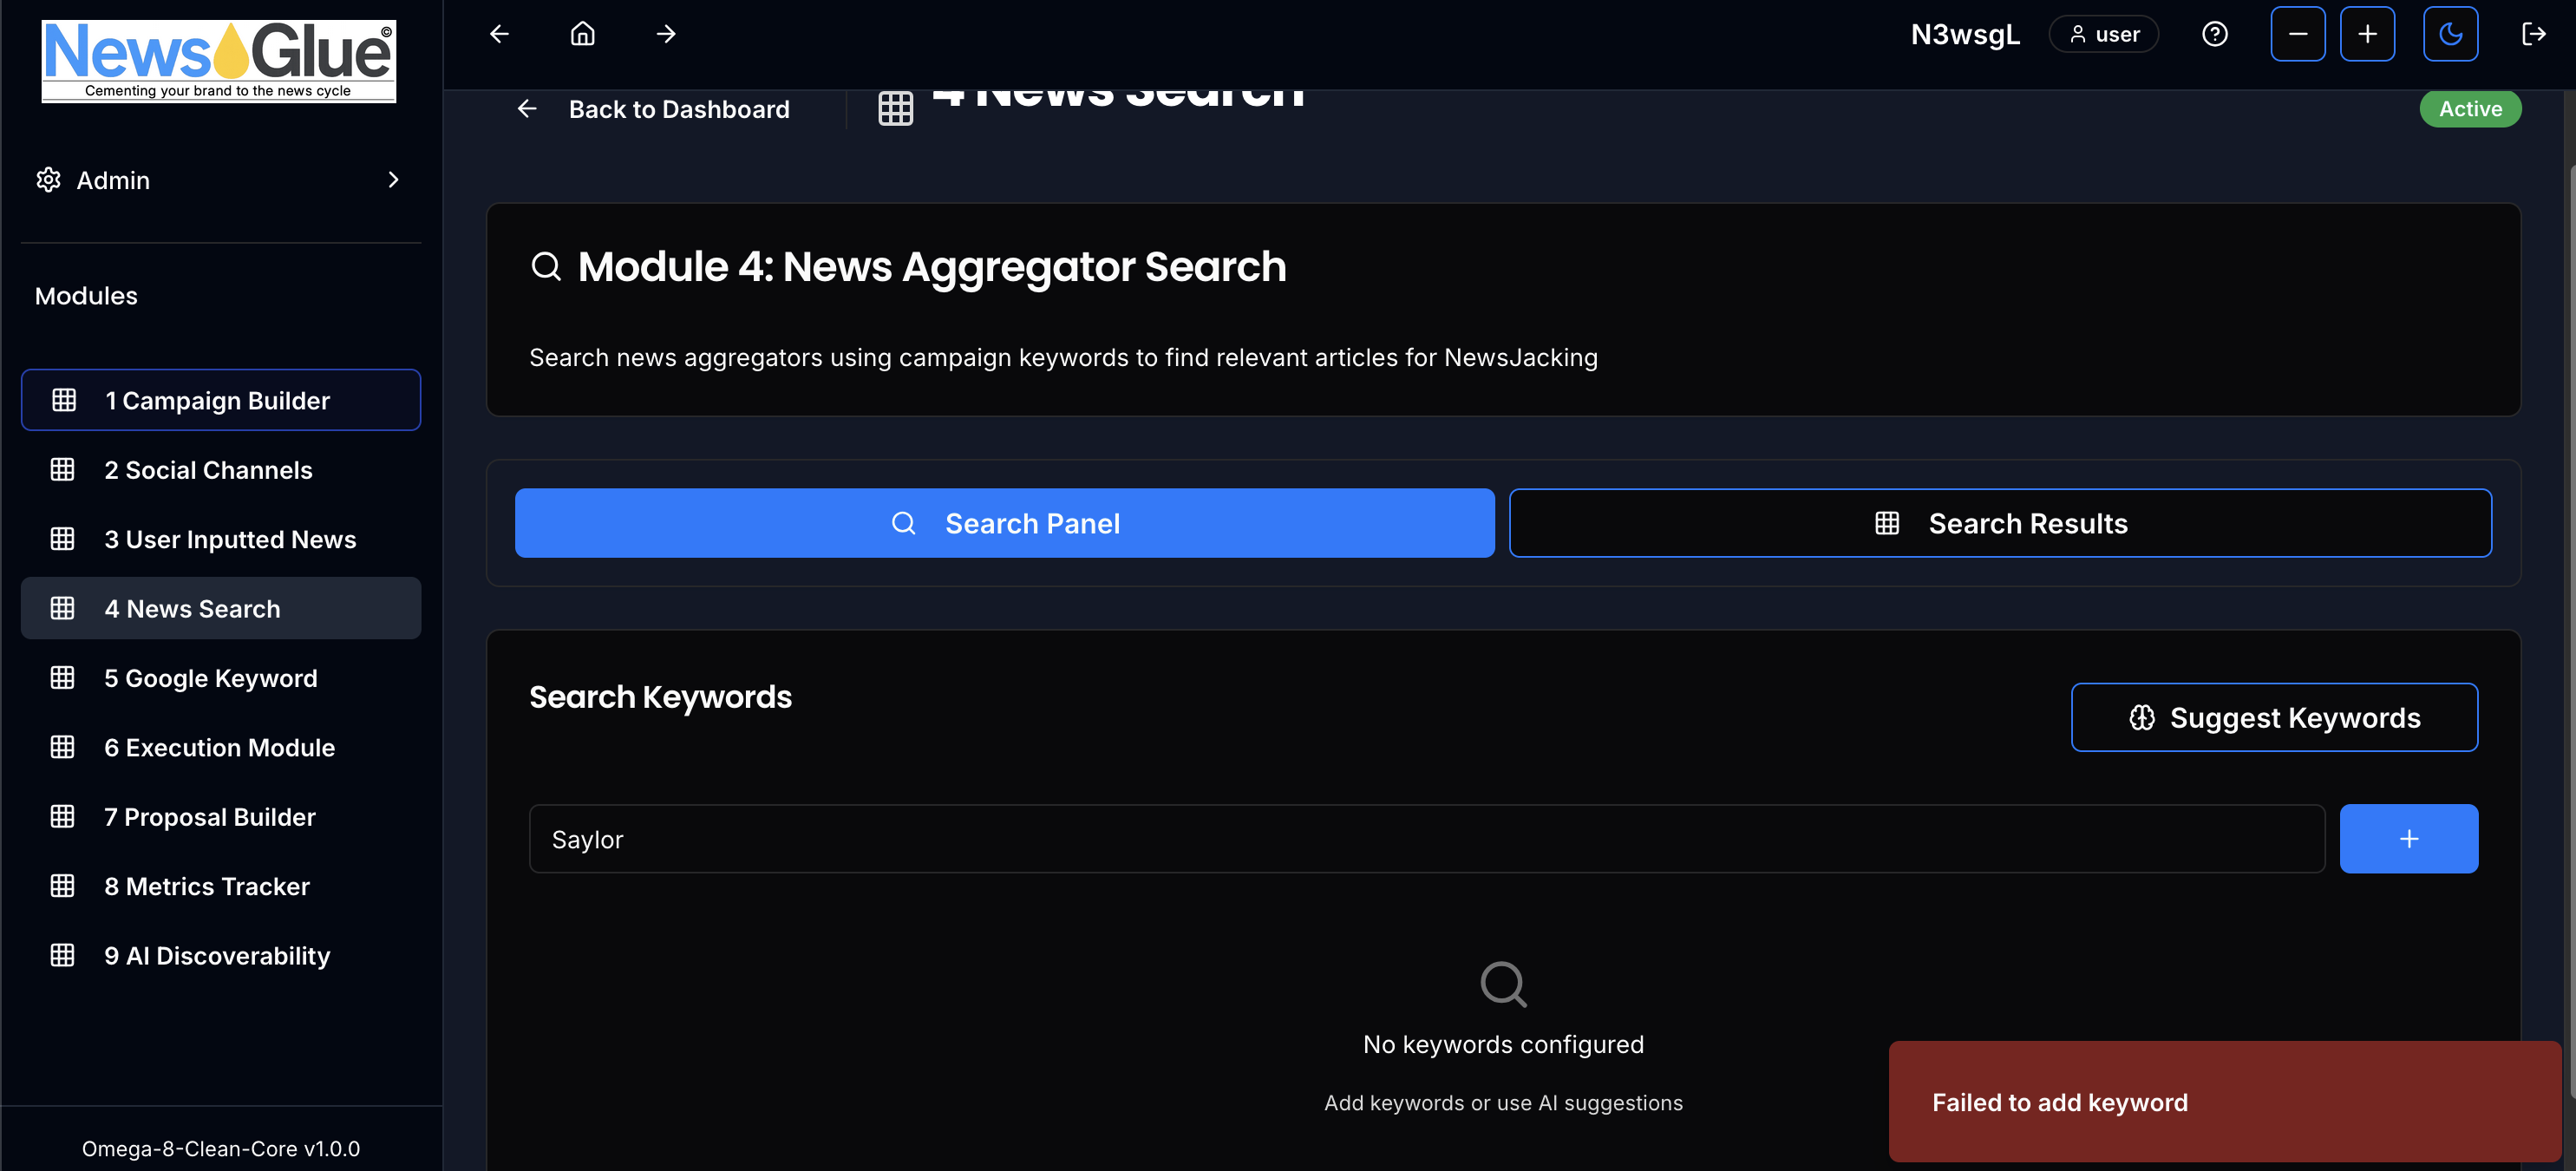 NewsGlue©
Cementing your brand to the news cycle
Admin
Modules
1 Campaign Builder
2 Social Channels
3 User Inputted News
4 News Search
5 Google Keyword
6 Execution Module
7 Proposal Builder
8 Metrics Tracker
9 AI Discoverability
Omega-8-Clean-Core v1.0.0
N3wsgL
user
Back to Dashboard
4 News Search
Active
Module 4: News Aggregator Search
Search news aggregators using campaign keywords to find relevant articles for NewsJacking
Search Panel
Search Results
Search Keywords
Suggest Keywords
Saylor
No keywords configured
Add keywords or use AI suggestions
Failed to add keyword